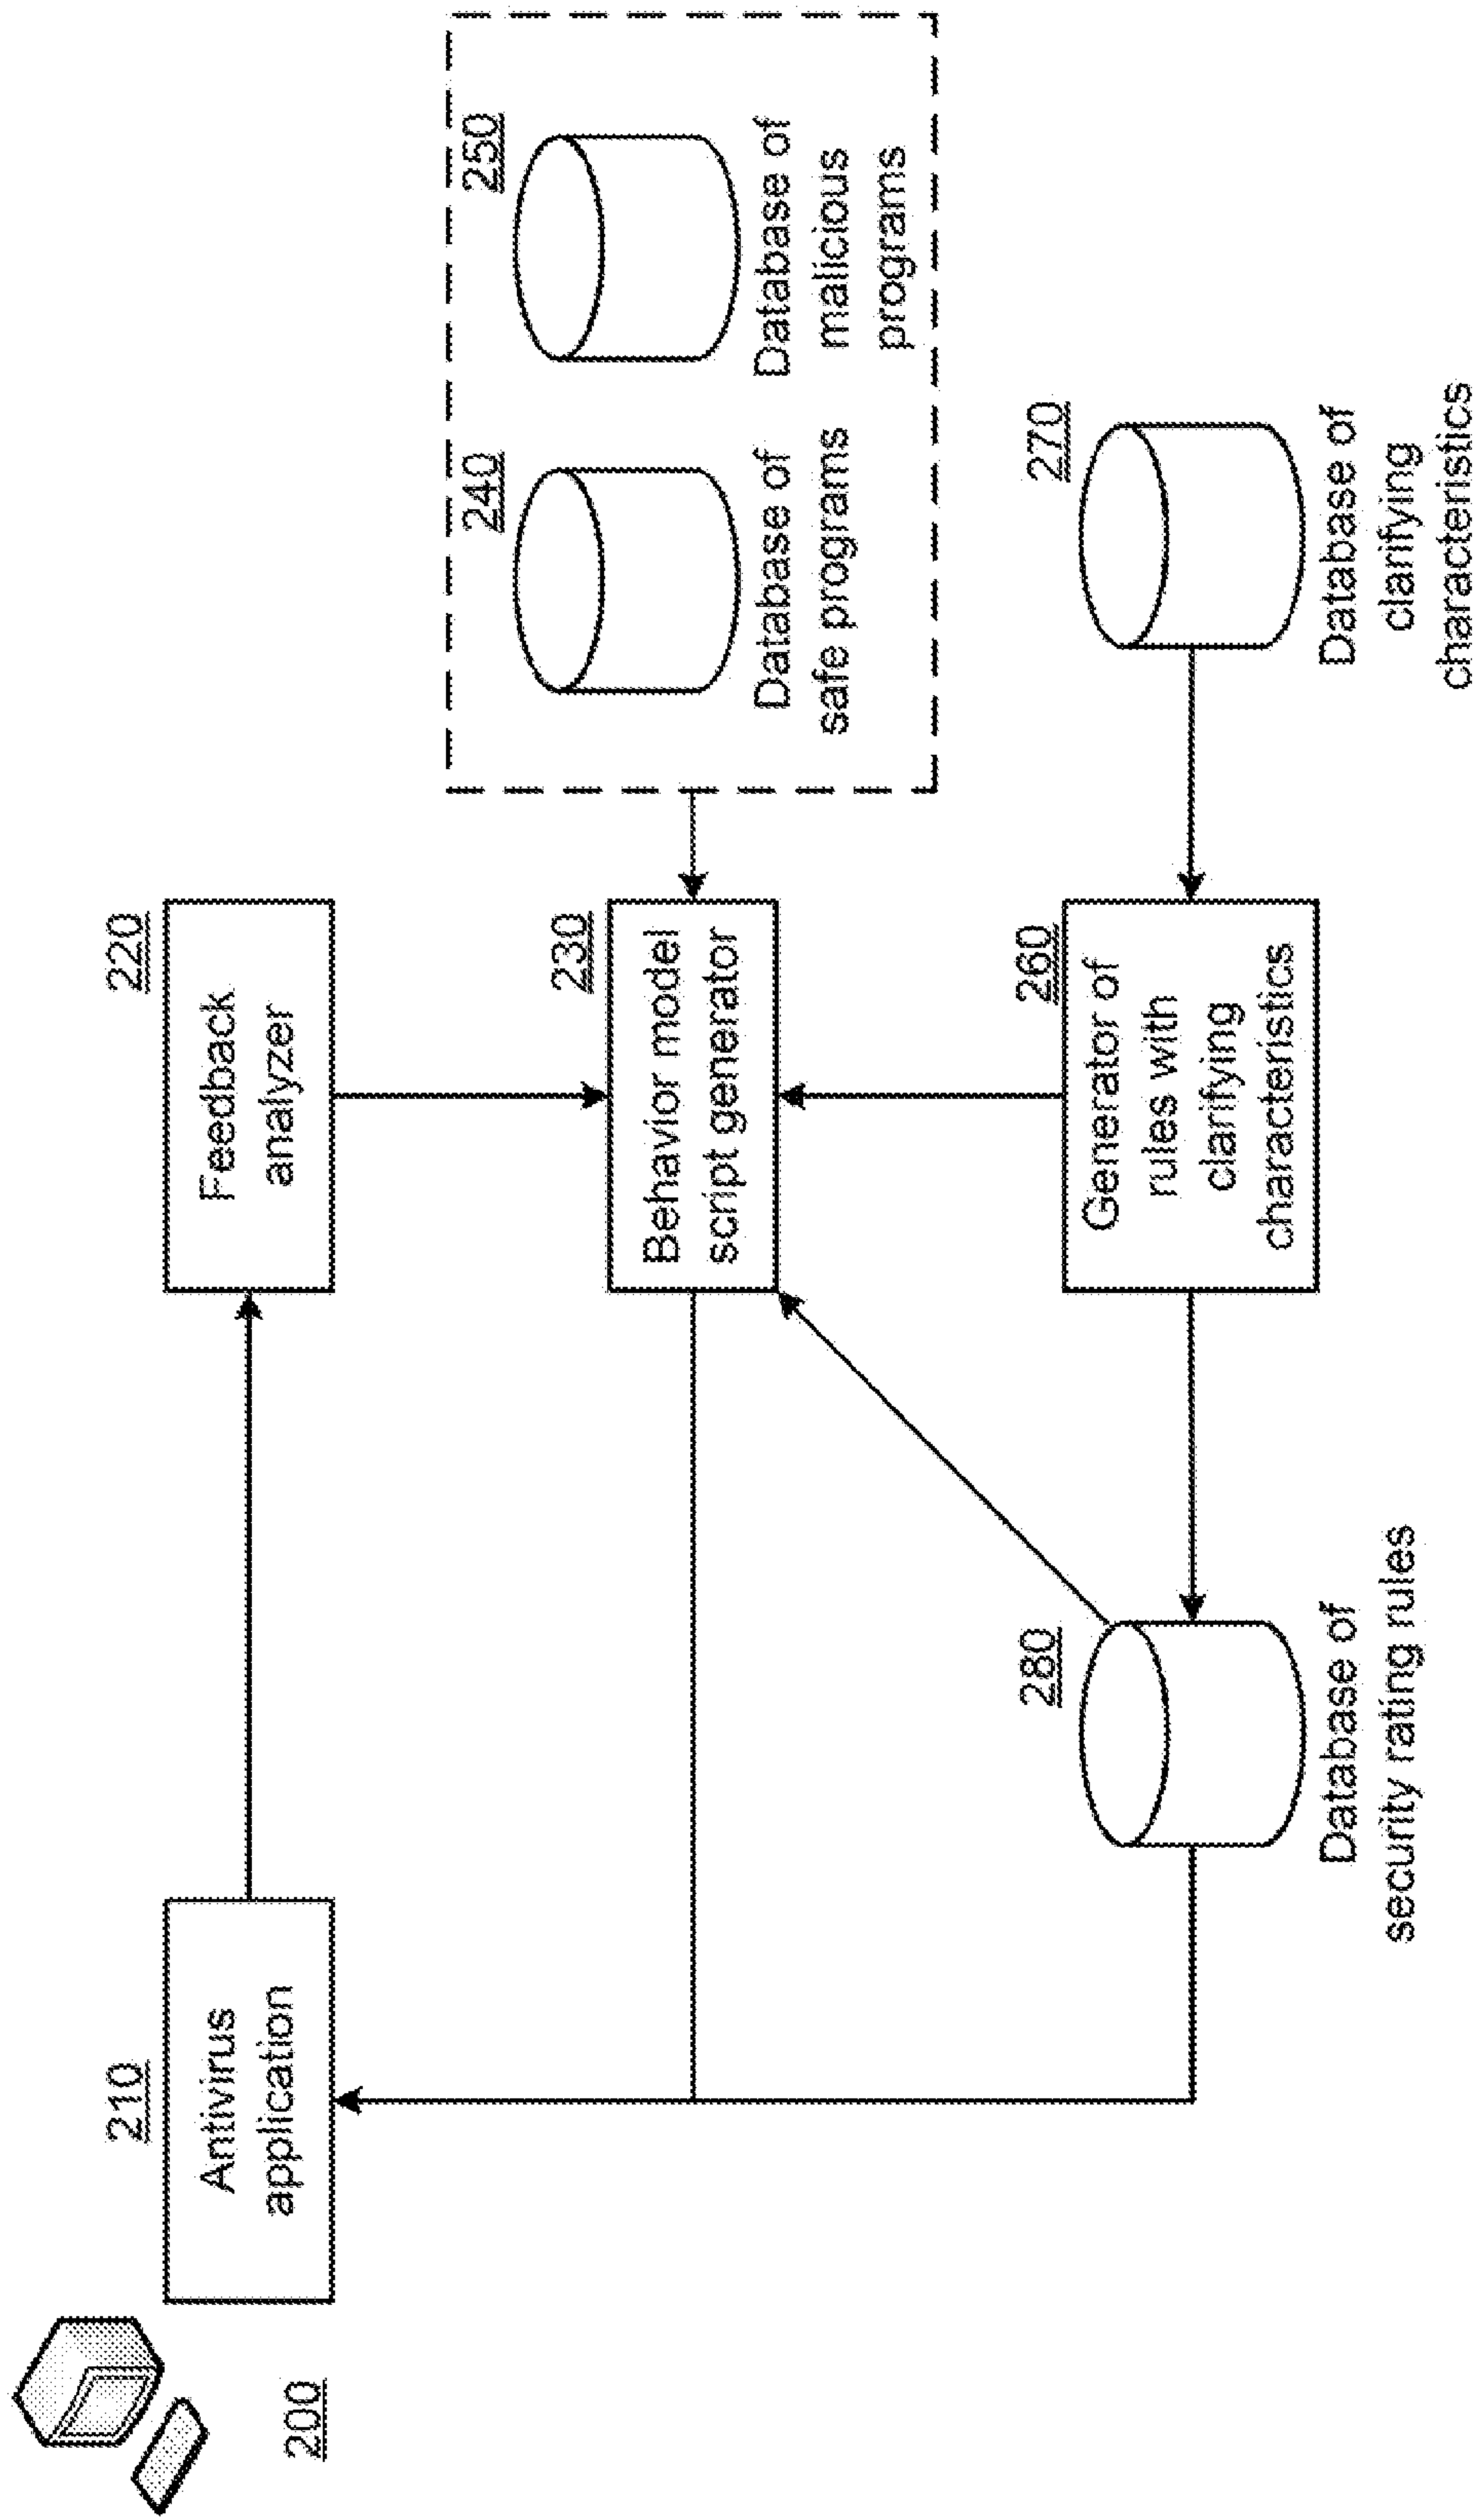 200
210
Antivirus
application
220
Feedback
analyzer
230
Behavior model
script generator
240
Database of
safe programs
250
Database of
malicious
programs
280
Database of
security rating rules
260
Generator of
rules with
clarifying
characteristics
270
Database of
clarifying
characteristics